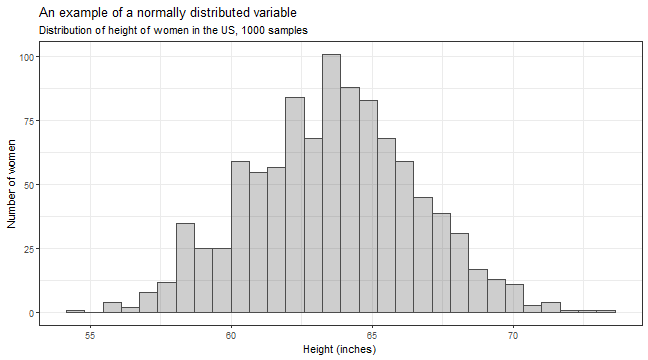 An example of a normally distributed variable
Distribution of height of women in the US, 1000 samples
Number of women
100
75
50
25
0
55
60
65
70
Height (inches)